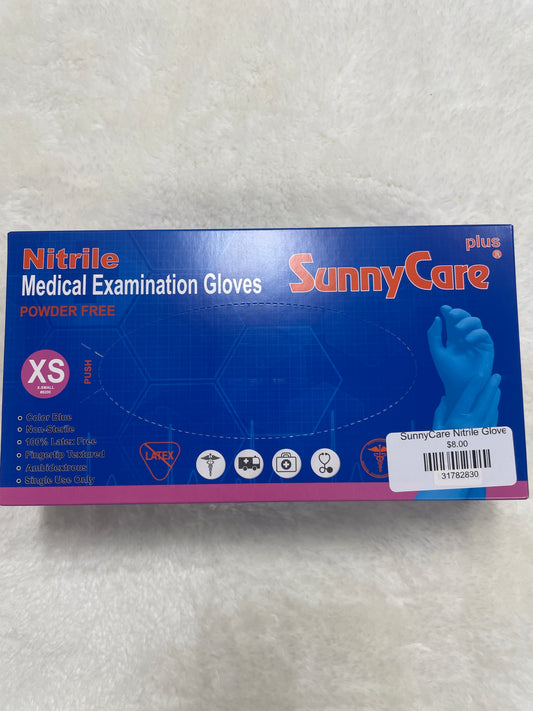 Nitrile
Medical Examination Gloves
POWDER FREE
plus
SunnyCare®
XS
X-SMALL
PUSH
Color Blue
Non-Sterile
100% Latex Free
Fingertip Textured
Ambidextrous
Single Use Only
LATEX
SunnyCare Nitrile Glove
$8.00
31782830